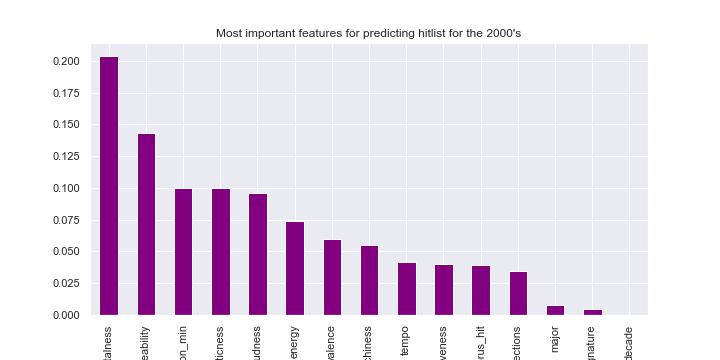 Most important features for predicting hitlist for the 2000's
0.200
0.175
0.150
0.125
0.100
0.075
0.050
0.025
0.000
talness
eability
on_min
ticness
udness
energy
valence
chiness
tempo
veness
rus_hit
ections
major
gnature
decade